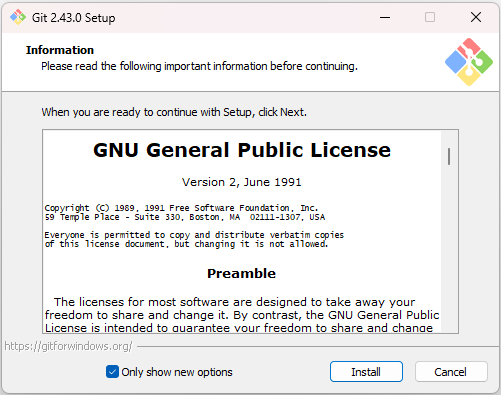 Git 2.43.0 Setup
Information
Please read the following important information before continuing.
When you are ready to continue with Setup, click Next.
GNU General Public License
Version 2, June 1991
Copyright (C) 1989, 1991 Free Software Foundation, Inc.
59 Temple Place - Suite 330, Boston, MA  02111-1307, USA
Everyone is permitted to copy and distribute verbatim copies
of this license document, but changing it is not allowed.
Preamble
The licenses for most software are designed to take away your
freedom to share and change it. By contrast, the GNU General Public
License is intended to guarantee your freedom to share and change
https://gitforwindows.org/
Only show new options
Install
Cancel